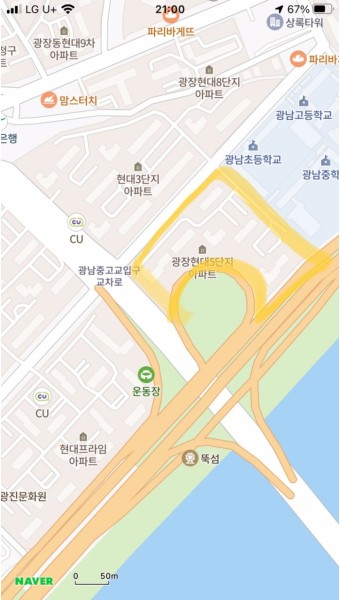 LG U+ 21:00 67%
파리바게뜨
상록타워
광장동현대9차
아파트
청구
트
광장현대8단지
아파트
파리바
맘스터치
은행
광남고등학교
광남초등학교
광남중학
현대3단지
아파트
CU
CU
광장현대5단지
아파트
광남중고교입구
교차로
운동장
CU
CU
현대프라임
아파트
뚝섬
광진문화원
NAVER 0 50m